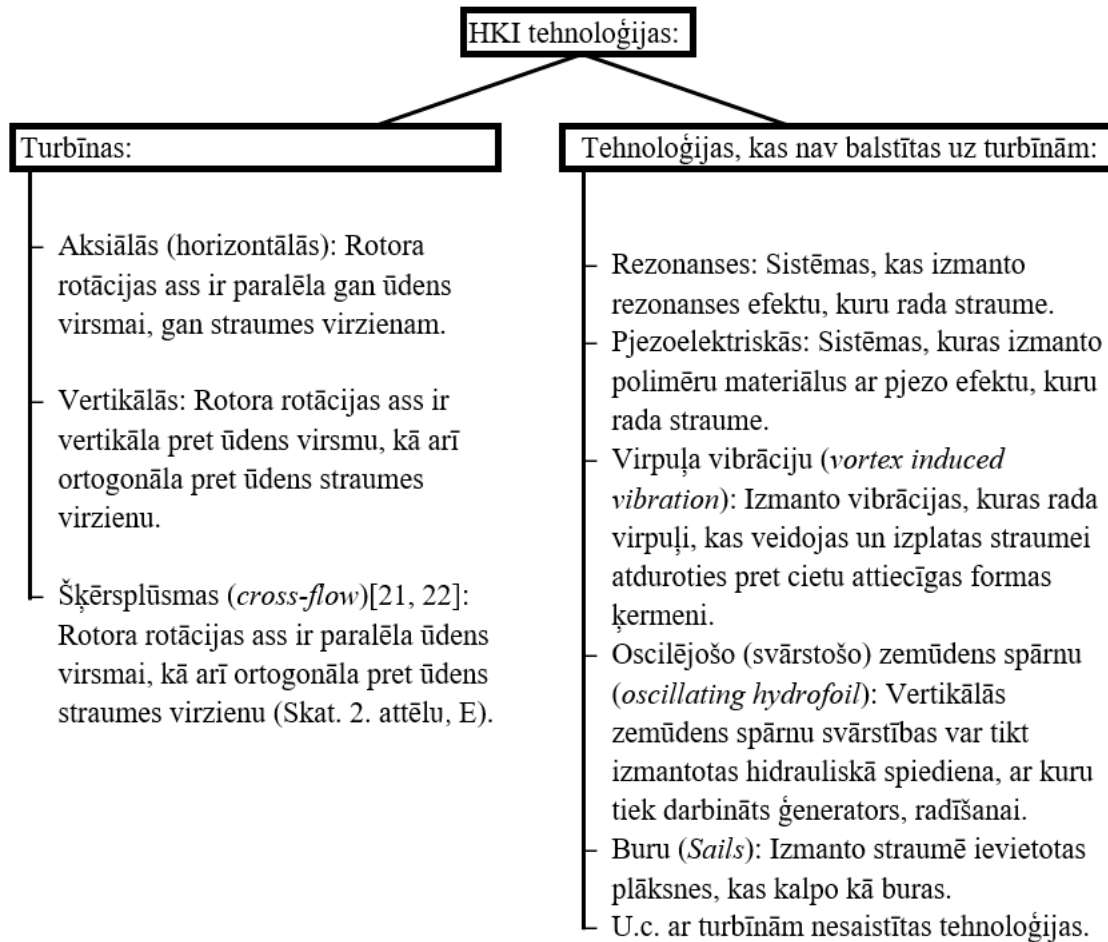 HKI tehnoloģijas:
Turbīnas:
– Aksiālās (horizontālās): Rotora
rotācijas ass ir paralēla gan ūdens
virsmai, gan straumes virzienam.
– Vertikālās: Rotora rotācijas ass ir
vertikāla pret ūdens virsmu, kā arī
ortogonāla pret ūdens straumes
virzienu.
– Šķērsplūsmas (cross-flow)[21, 22]:
Rotora rotācijas ass ir paralēla ūdens
virsmai, kā arī ortogonāla pret ūdens
straumes virzienu (Skat. 2. attēlu, E).
Tehnoloģijas, kas nav balstītas uz turbīnām:
– Rezonanses: Sistēmas, kas izmanto
rezonanses efektu, kuru rada straume.
– Pjezoelektriskās: Sistēmas, kuras izmanto
polimēru materiālus ar pjezo efektu, kuru
rada straume.
– Virpuļa vibrāciju (vortex induced
vibration): Izmanto vibrācijas, kuras rada
virpuļi, kas veidojas un izplatas straumei
atduroties pret cietu attiecīgas formas
ķermeni.
– Oscilējošo (svārstošo) zemūdens spārnu
(oscillating hydrofoil): Vertikālās
zemūdens spārnu svārstības var tikt
izmantotas hidrauliskā spiediena, ar kuru
tiek darbināts ģenerators, radīšanai.
– Buru (Sails): Izmanto straumē ievietotas
plāksnes, kas kalpo kā buras.
– U.c. ar turbīnām nesaistītas tehnoloģijas.